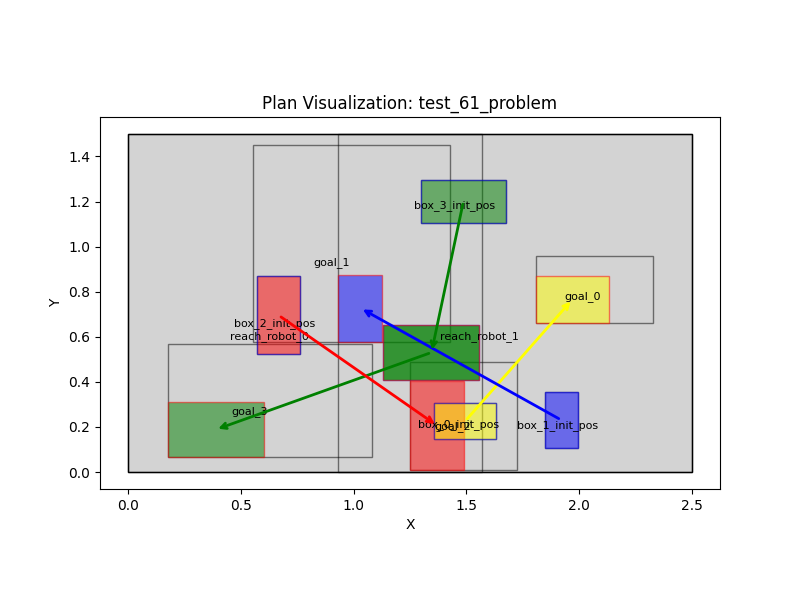 Plan Visualization: test_61_problem
Y
1.4
1.2
1.0
0.8
0.6
0.4
0.2
0.0
box_3_init_pos
goal_1
goal_0
box_2_init_pos
reach_robot_0
reach_robot_1
goal_3
box_0_init_pos
goal_2
box_1_init_pos
0.0 0.5 1.0 1.5 2.0 2.5
X